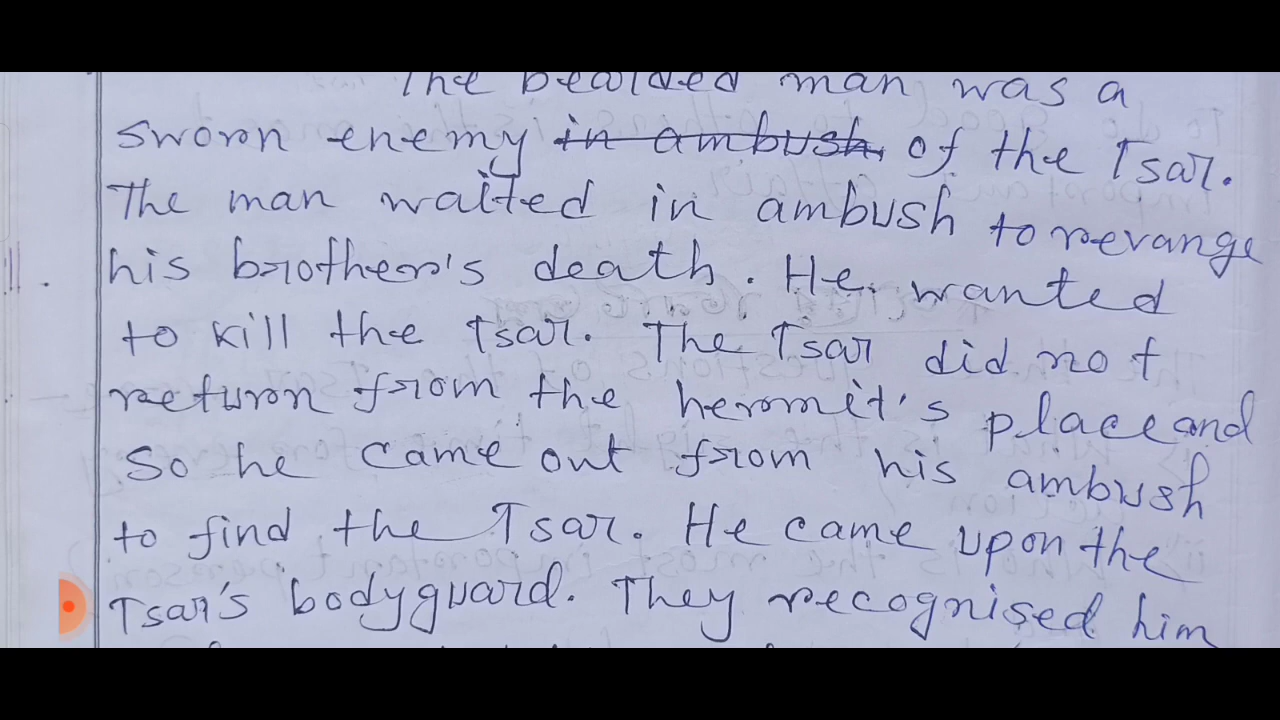 The bearded man was a
sworn enemy in ambush of the Tsar.
The man waited in ambush to revange
his brother's death. He wanted
to kill the Tsar. The Tsar did not
return from the hermit's place and
So he came out from his ambush
to find the Tsar. He came upon the
Tsar's bodyguard. They recognised him